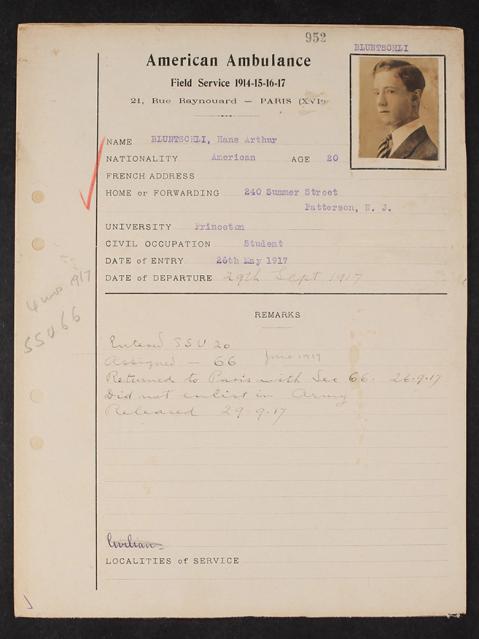 952
BLUNTSCHLI
American Ambulance
Field Service 1914-15-16-17
21, Rue Raynouard — PARIS (XVIe
NAME BLUNTSCHLI, Hans Arthur
NATIONALITY American AGE 20
FRENCH ADDRESS
HOME or FORWARDING 240 Summer Street
Patterson, N. J.
UNIVERSITY Princeton
CIVIL OCCUPATION Student
DATE of ENTRY 26th May 1917
DATE of DEPARTURE 29th Sept 1917
4 mos 1917
SSU 66
REMARKS
Entered SSU 20
Assigned — 66 June 1917
Returned to Paris with Sec 66. 26.9.17
Did not enlist in Army
Released 29.9.17
Civilian
LOCALITIES of SERVICE